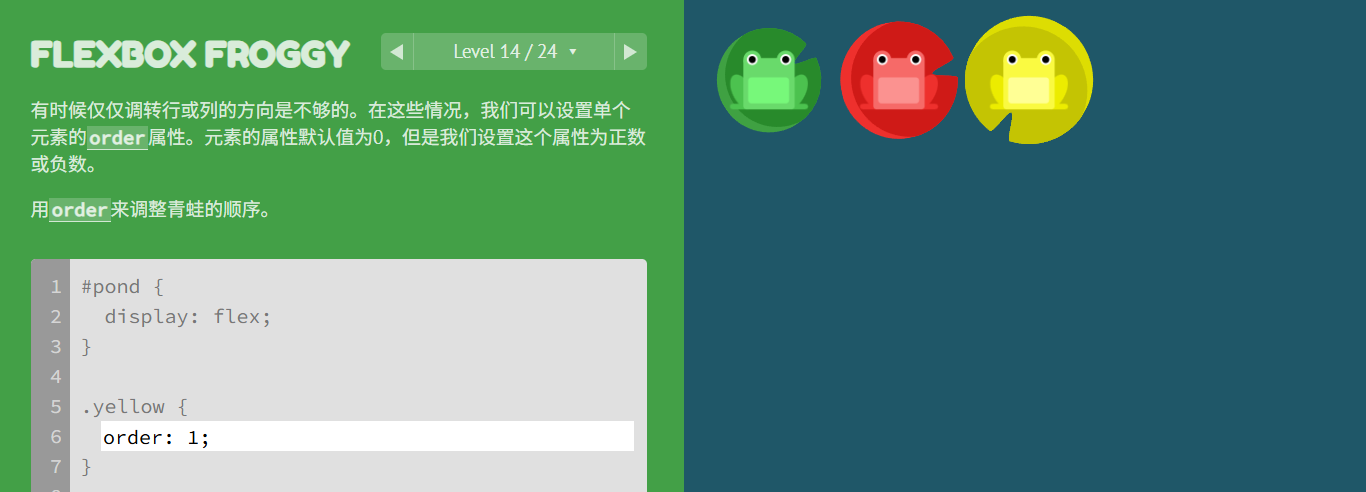 FLEXBOX FROGGY
Level 14 / 24
有时候仅仅调转行或列的方向是不够的。在这些情况，我们可以设置单个
元素的order属性。元素的属性默认值为0，但是我们设置这个属性为正数
或负数。
用order来调整青蛙的顺序。
1 #pond {
2 display: flex;
3 }
4
5 .yellow {
6 order: 1;
7 }